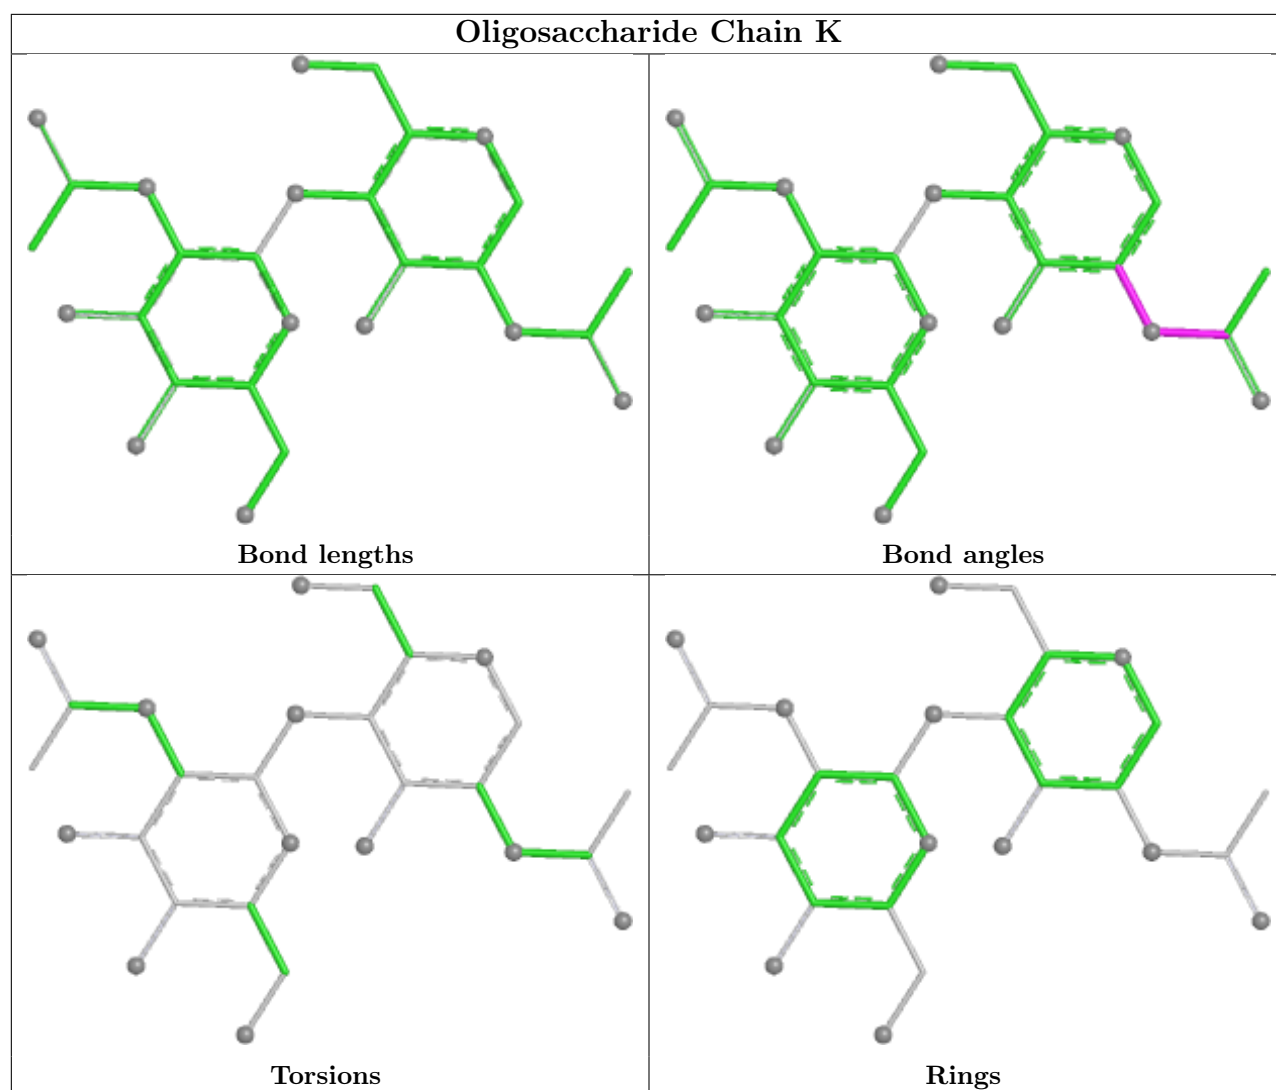 Oligosaccharide Chain K
Bond lengths
Bond angles
Torsions
Rings